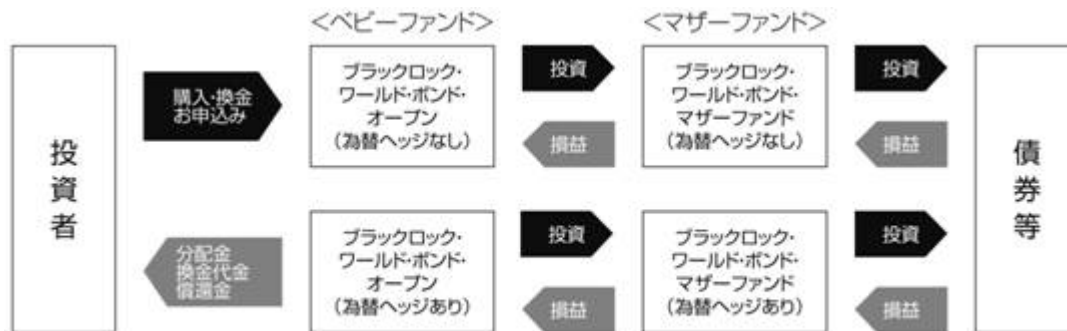 ＜ベビーファンド＞
＜マザーファンド＞
投資者
購入・換金
お申込み
ブラックロック・
ワールド・ボンド・
オープン
（為替ヘッジなし）
投資
損益
ブラックロック・
ワールド・ボンド・
マザーファンド
（為替ヘッジなし）
投資
損益
債券等
分配金
換金代金
償還金
ブラックロック・
ワールド・ボンド・
オープン
（為替ヘッジあり）
投資
損益
ブラックロック・
ワールド・ボンド・
マザーファンド
（為替ヘッジあり）
投資
損益